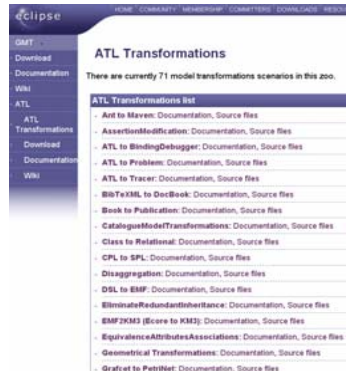 eclipse
HOME COMMUNITY MEMBERSHIP COMMITTERS DOWNLOADS
GMT
Download
Documentation
Wiki
ATL
ATL Transformations
Download
Documentation
Wiki
ATL Transformations
There are currently 71 model transformations scenarios in this zoo.
ATL Transformations list
Ant to Maven: Documentation, Source files
AssertionModification: Documentation, Source files
ATL to BindingDebugger: Documentation, Source files
ATL to Problem: Documentation, Source files
ATL to Tracer: Documentation, Source files
BibTeXML to DocBook: Documentation, Source files
Book to Publication: Documentation, Source files
CatalogueModelTransformations: Documentation, Source files
Class to Relational: Documentation, Source files
CPL to SPL: Documentation, Source files
Disaggregation: Documentation, Source files
DSL to EMF: Documentation, Source files
EliminateRedundantInheritance: Documentation, Source files
EMF2KM3 (Ecore to KM3): Documentation, Source files
EquivalenceAttributesAssociations: Documentation, Source files
Geometrical Transformations: Documentation, Source files
Grafcet to PetriNet: Documentation, Source files